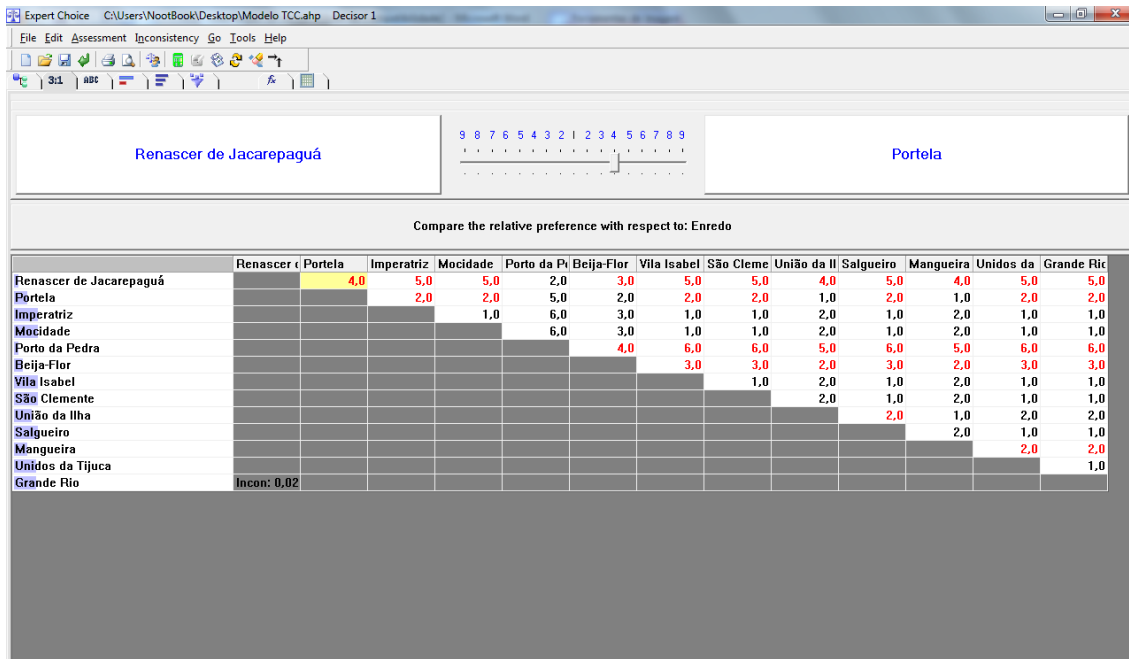 Expert Choice C:\Users\NootBook\Desktop\Modelo TCC.ahp Decisor 1
File Edit Assessment Inconsistency Go Tools Help
3:1 ABC fx
9 8 7 6 5 4 3 2 1 2 3 4 5 6 7 8 9
Renascer de Jacarepaguá Portela
Compare the relative preference with respect to: Enredo
Renascer ( Portela Imperatriz Mocidade Porto da P Beija-Flor Vila Isabel São Cleme União da Il Salgueiro Mangueira Unidos da Grande Ric
Renascer de Jacarepaguá 4,0 5,0 5,0 2,0 3,0 5,0 5,0 4,0 5,0 4,0 5,0 5,0
Portela 2,0 2,0 5,0 2,0 2,0 2,0 1,0 2,0 1,0 2,0 2,0
Imperatriz 1,0 6,0 3,0 1,0 1,0 2,0 1,0 2,0 1,0 1,0
Mocidade 6,0 3,0 1,0 1,0 2,0 1,0 2,0 1,0 1,0
Porto da Pedra 4,0 6,0 6,0 5,0 6,0 5,0 6,0 6,0
Beija-Flor 3,0 3,0 2,0 3,0 2,0 3,0 3,0
Vila Isabel 1,0 2,0 1,0 2,0 1,0 1,0
São Clemente 2,0 1,0 2,0 1,0 1,0
União da Ilha 2,0 1,0 2,0 2,0
Salgueiro 2,0 1,0 1,0
Mangueira 2,0 2,0
Unidos da Tijuca 1,0
Grande Rio Incon: 0,02